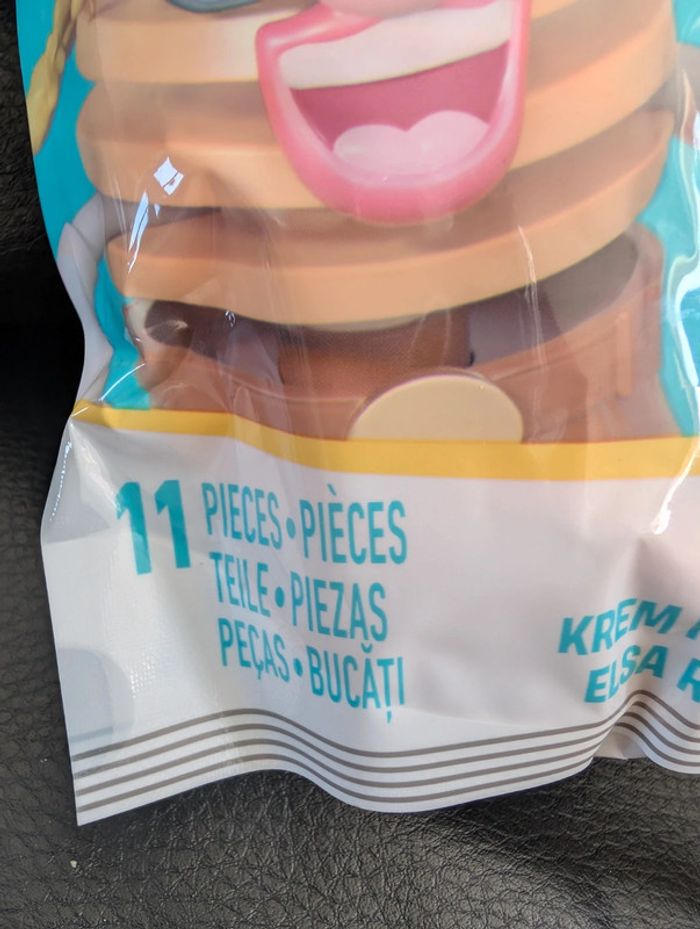 11 PIECES • PIÈCES
TEILE • PIEZAS
PEÇAS • BUCĂȚI
KREM
ELSA